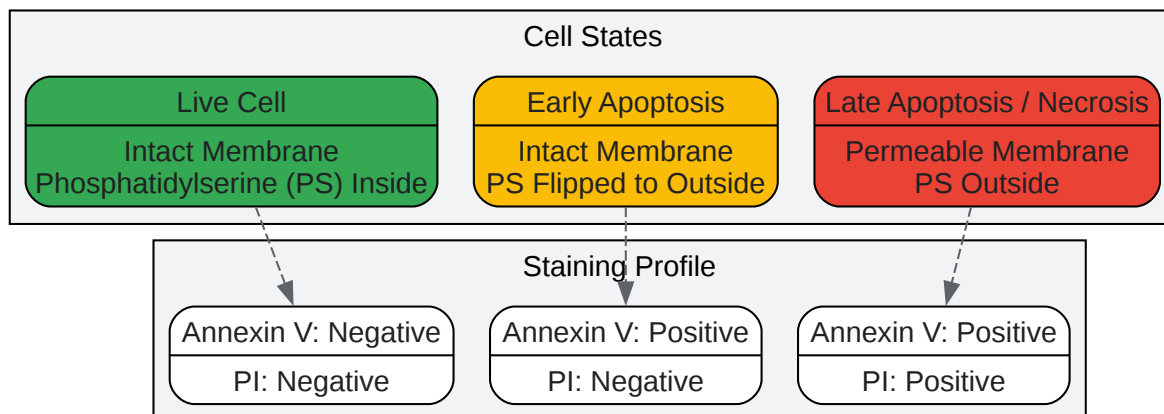 Cell States
Live Cell
Intact Membrane
Phosphatidylserine (PS) Inside
Early Apoptosis
Intact Membrane
PS Flipped to Outside
Late Apoptosis / Necrosis
Permeable Membrane
PS Outside
Staining Profile
Annexin V: Negative
PI: Negative
Annexin V: Positive
PI: Negative
Annexin V: Positive
PI: Positive